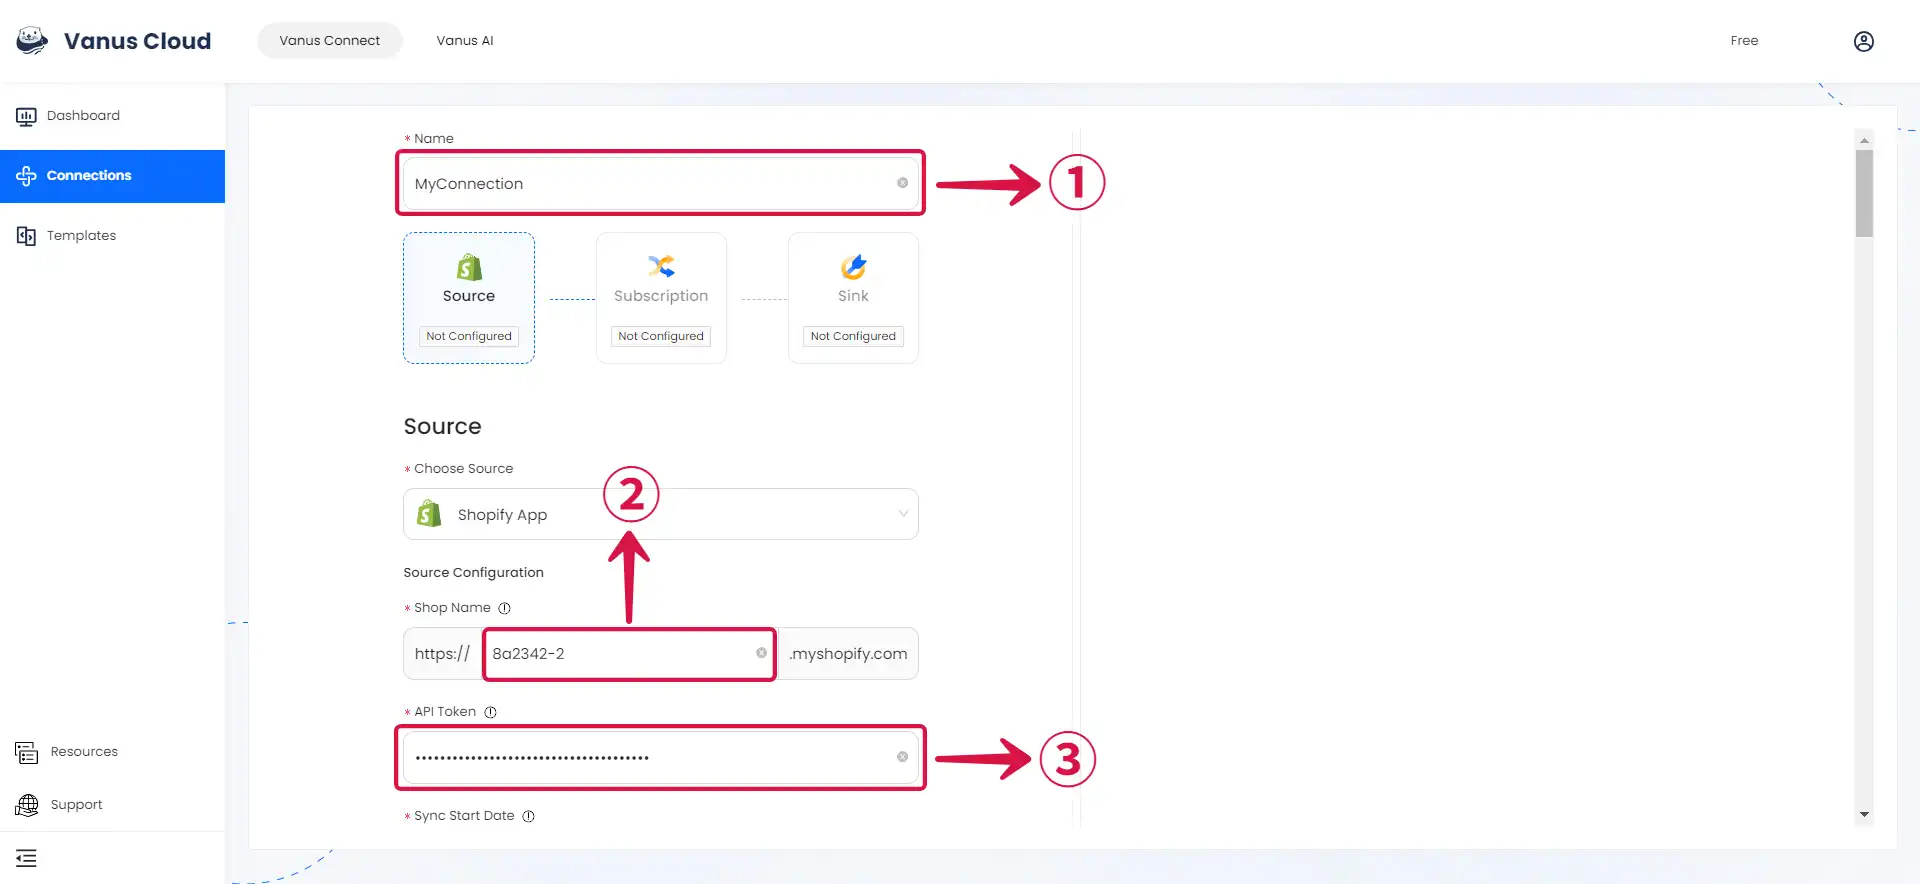 Vanus Cloud
Vanus Connect
Vanus AI
Free
Dashboard
Connections
Templates
Resources
Support
* Name
MyConnection
1
Source
Not Configured
Subscription
Not Configured
Sink
Not Configured
Source
* Choose Source
Shopify App
2
Source Configuration
* Shop Name
https://
8a2342-2
.myshopify.com
* API Token
•••••••••••••••••••••••••••••••••••••
3
* Sync Start Date